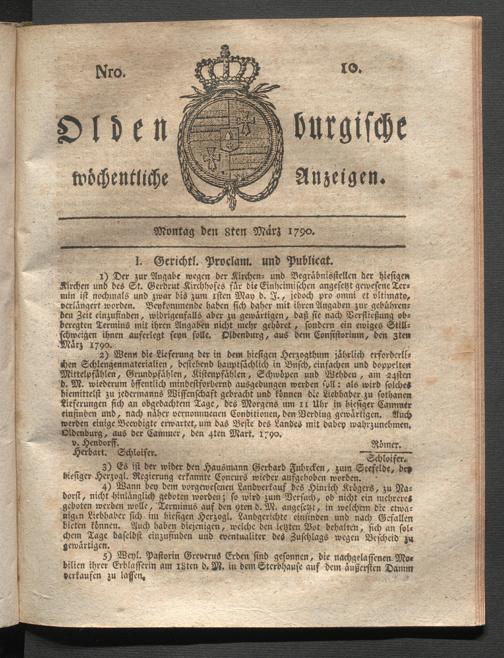 Nro. 10.
Olden burgische
wöchentliche Anzeigen.
Montag den 8ten März 1790.
I. Gerichtl. Proclam. und Publicat.
1) Der zur Angabe wegen der Kirchen- und Begräbnißstellen der hiesigen
Kirchen und des St. Gerdrut Kirchhofes für die Einheimischen angesetzt gewesene Ter-
min ist nochmals und zwar bis zum 1sten May d. J., jedoch pro omni et ultimato,
verlängert worden. Beykommende haben sich daher mit ihren Angaben zur gebühren-
den Zeit einzufinden, widrigenfalls aber zu gewärtigen, daß sie nach Verfließung ob-
beregten Termins mit ihren Angaben nicht mehr gehöret, sondern ein ewiges Still-
schweigen ihnen auferlegt seyn solle. Oldenburg, aus dem Consistorium, den 3ten
März 1790.
2) Wenn die Lieferung der in dem hiesigen Herzogthum jährlich erforderli-
chen Schlengenmaterialien, bestehend hauptsächlich in Busch, einfachen und doppelten
Mittelpfählen, Grundpfählen, Kistenpfählen, Schwöpen und Wehden, am 24sten
d. M. wiederum öffentlich mindestfordernd ausgedungen werden soll: als wird solches
hiemittelst zu jedermanns Wissenschaft gebracht und können die Liebhaber zu sothanen
Lieferungen sich an obgedachtem Tage, des Morgens um 11 Uhr in hiesiger Cammer
einfinden und, nach näher vernommenen Conditionen, den Verding gewärtigen. Auch
werden einige Beeydigte erwartet, um das Beste des Landes mit dabey wahrzunehmen.
Oldenburg, aus der Cammer, den 4ten Mart. 1790.
v. Hendorff. Römer.
Herbart. Schloifer.
Schloifer.
3) Es ist der wider den Hausmann Gerhard Fuhrcken, zum Seefelde, bey
hiesiger Herzogl. Regierung erkannte Concurs wieder aufgehoben worden.
4) Wann bey dem vorgewesenen Landverkauf des Hinrich Krögers, zu Na-
dorst, nicht hinlänglich geboten worden; so wird zum Versuch, ob nicht ein mehreres
geboten werden wolle, Terminus auf den 9ten d. M. angesetzt, in welchem die etwa-
nigen Liebhaber sich im hiesigen Herzogl. Landgerichte einfinden und nach Gefallen
bieten können. Auch haben diejenigen, welche den letzten Bot behalten, sich an sol-
chem Tage daselbst einzufinden und eventualiter des Zuschlags wegen Bescheid zu
gewärtigen.
5) Weyl. Pastorin Greverus Erben sind gesonnen, die nachgelassenen Mo-
bilien ihrer Erblasserin am 18ten d. M. in dem Sterbhause auf dem äußersten Damm
verkaufen zu lassen.